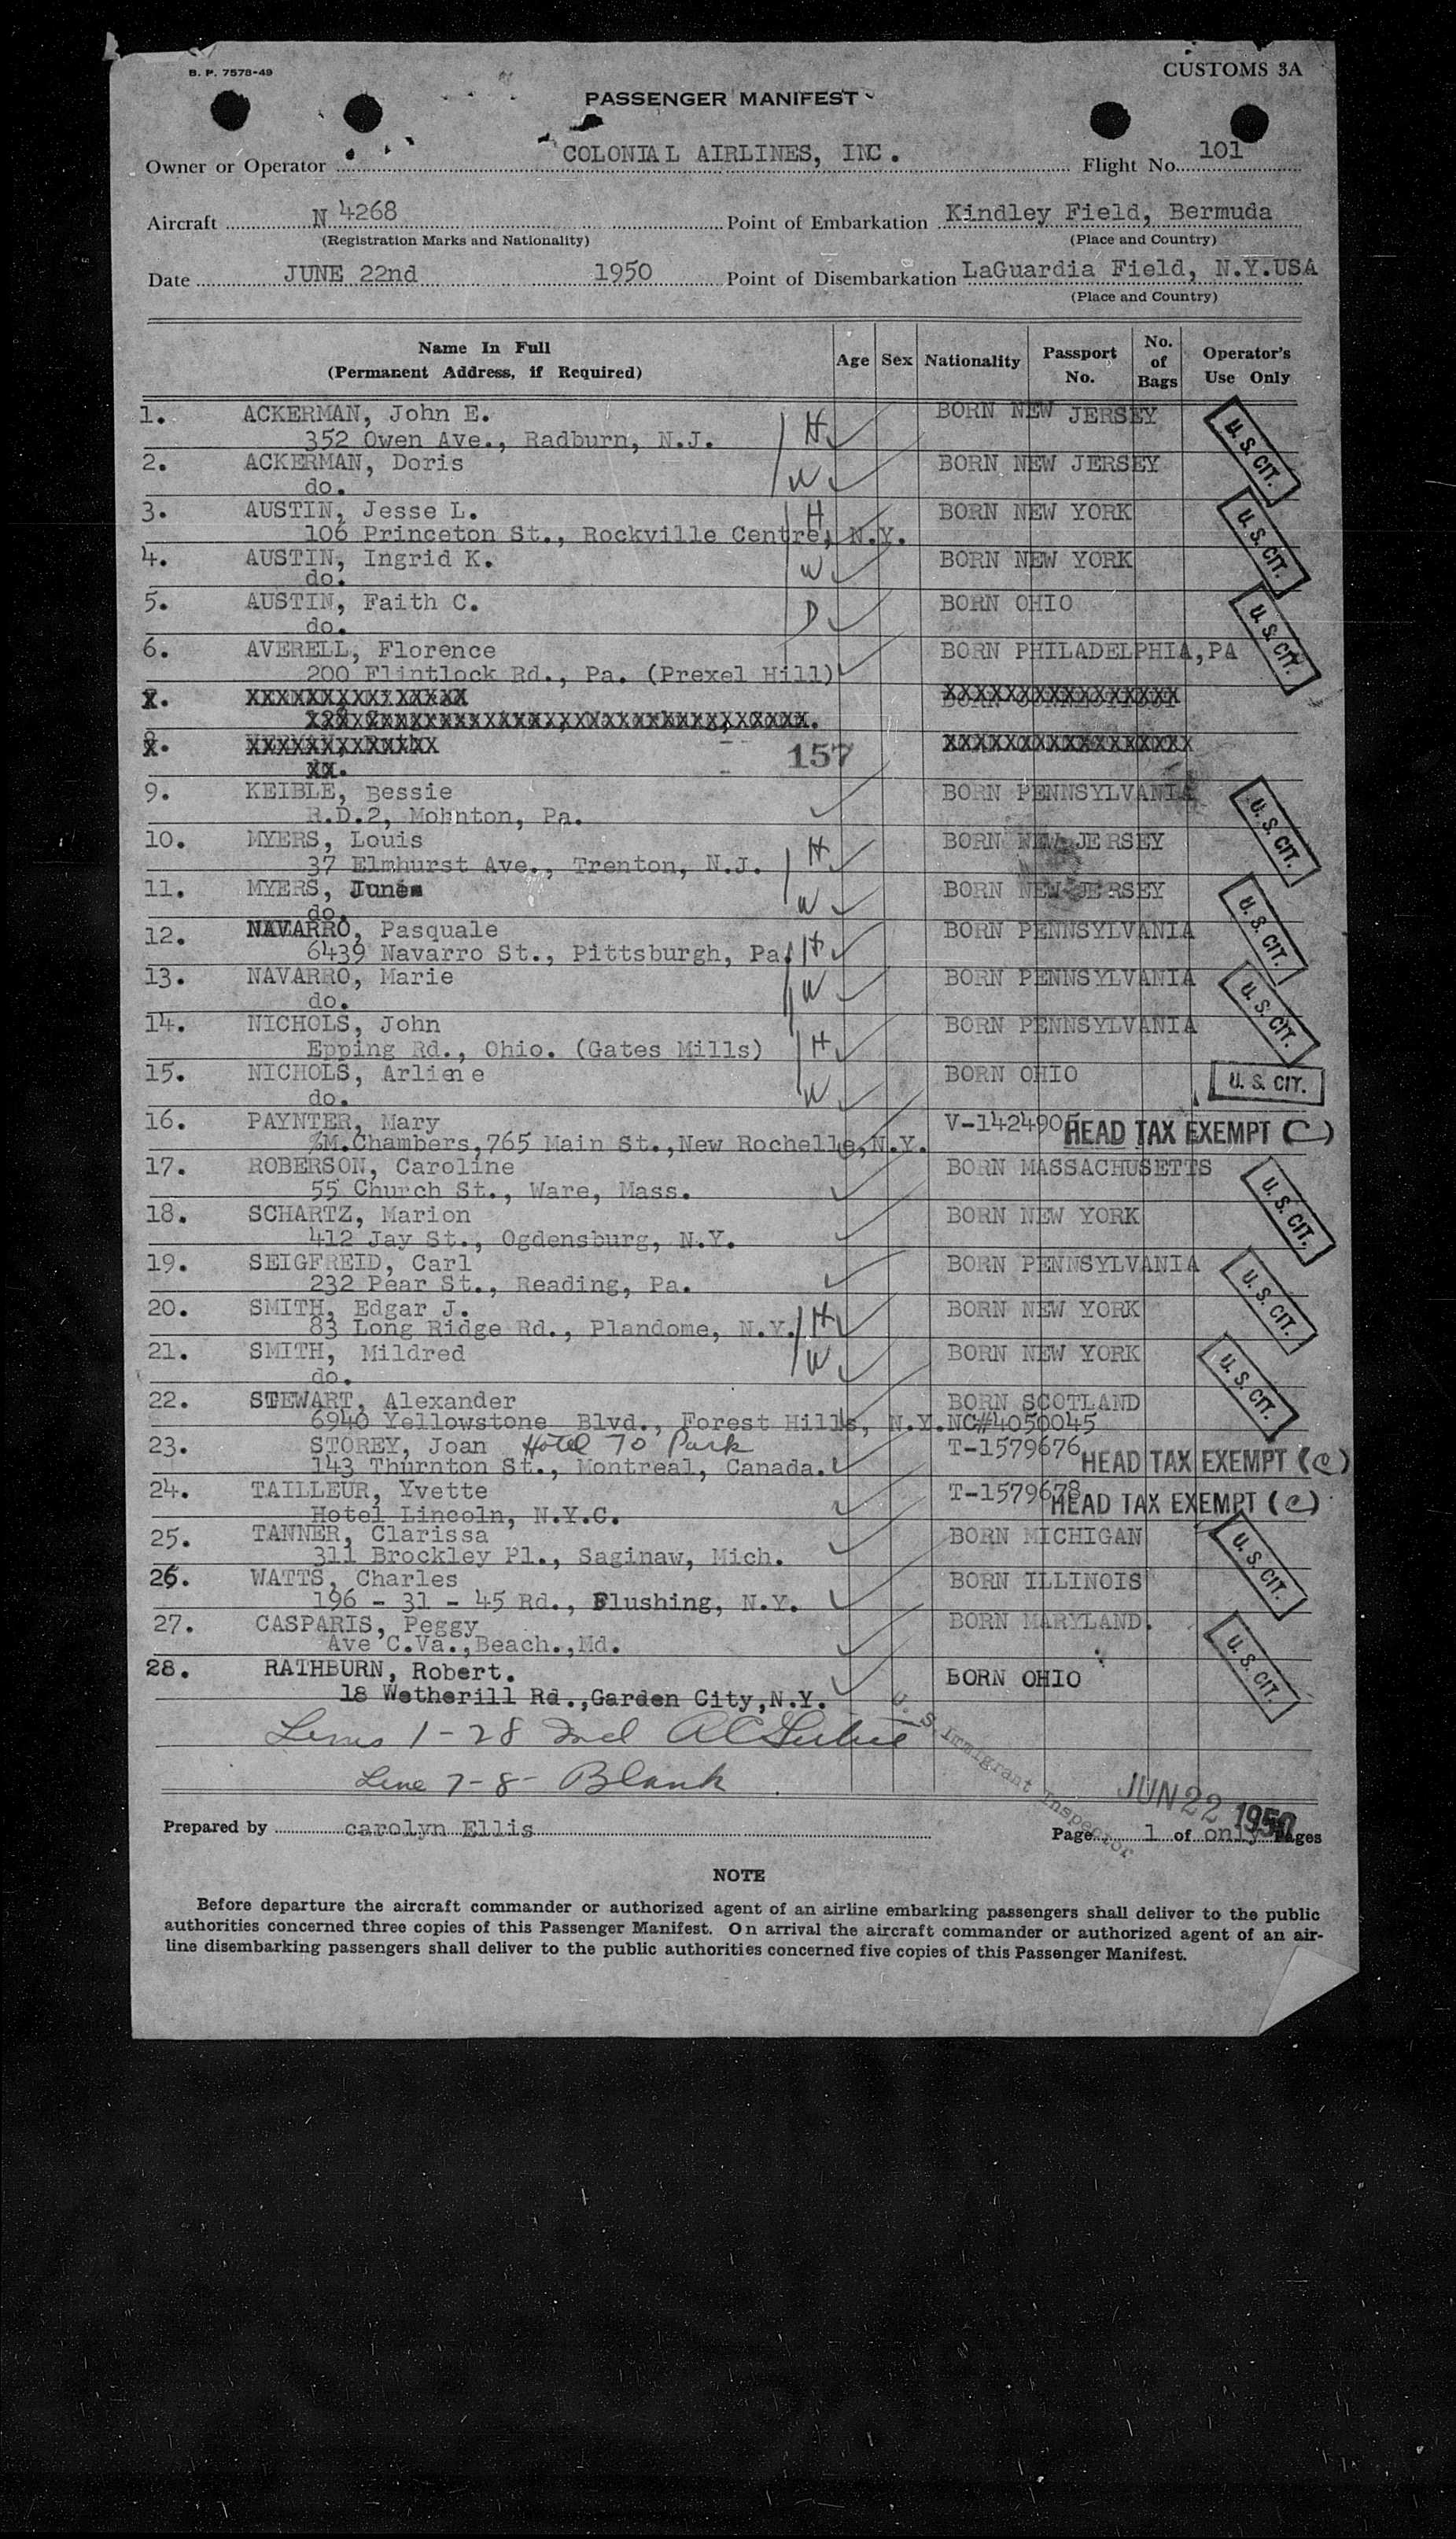 B. P. 7578-49
CUSTOMS 3A
PASSENGER MANIFEST
Owner or Operator COLONIAL AIRLINES, INC. Flight No. 101
Aircraft N 4268 Point of Embarkation Kindley Field, Bermuda
(Registration Marks and Nationality) (Place and Country)
Date JUNE 22nd 1950 Point of Disembarkation LaGuardia Field, N.Y.USA
(Place and Country)
Name In Full (Permanent Address, if Required) Age Sex Nationality Passport No. No. of Bags Operator's Use Only
1. ACKERMAN, John E. H BORN NEW JERSEY
352 Owen Ave., Radburn, N.J. U. S. CIT.
2. ACKERMAN, Doris W BORN NEW JERSEY
do.
3. AUSTIN, Jesse L. H BORN NEW YORK
106 Princeton St., Rockville Centre, N.Y. U. S. CIT.
4. AUSTIN, Ingrid K. W BORN NEW YORK
do.
5. AUSTIN, Faith C. D BORN OHIO
do. U. S. CIT.
6. AVERELL, Florence BORN PHILADELPHIA,PA
200 Flintlock Rd., Pa. (Prexel Hill)
157
9. KEIBLE, Bessie BORN PENNSYLVANIA
R.D.2, Mohnton, Pa. U. S. CIT.
10. MYERS, Louis H BORN NEW JERSEY
37 Elmhurst Ave., Trenton, N.J.
11. MYERS, June W BORN NEW JERSEY
do. U. S. CIT.
12. NAVARRO, Pasquale H BORN PENNSYLVANIA
6439 Navarro St., Pittsburgh, Pa.
13. NAVARRO, Marie W BORN PENNSYLVANIA
do. U. S. CIT.
14. NICHOLS, John H BORN PENNSYLVANIA
Epping Rd., Ohio. (Gates Mills)
15. NICHOLS, Arliene W BORN OHIO U. S. CIT.
do.
16. PAYNTER, Mary V-1424905 HEAD TAX EXEMPT (C)
%M.Chambers,765 Main St.,New Rochelle,N.Y.
17. ROBERSON, Caroline BORN MASSACHUSETTS
55 Church St., Ware, Mass. U. S. CIT.
18. SCHARTZ, Marion BORN NEW YORK
412 Jay St., Ogdensburg, N.Y.
19. SEIGFREID, Carl BORN PENNSYLVANIA
232 Pear St., Reading, Pa. U. S. CIT.
20. SMITH, Edgar J. H BORN NEW YORK
83 Long Ridge Rd., Plandome, N.Y.
21. SMITH, Mildred W BORN NEW YORK
do. U. S. CIT.
22. STEWART, Alexander BORN SCOTLAND
6940 Yellowstone Blvd., Forest Hills, N.Y.NC#4050045
23. STOREY, Joan Hotel 70 Park T-1579676 HEAD TAX EXEMPT (C)
143 Thurnton St., Montreal, Canada.
24. TAILLEUR, Yvette T-1579678 HEAD TAX EXEMPT (C)
Hotel Lincoln, N.Y.C.
25. TANNER, Clarissa BORN MICHIGAN
311 Brockley Pl., Saginaw, Mich. U. S. CIT.
26. WATTS, Charles BORN ILLINOIS
196 - 31 - 45 Rd., Flushing, N.Y.
27. CASPARIS, Peggy BORN MARYLAND.
Ave C.Va.,Beach.,Md. U. S. CIT.
28. RATHBURN, Robert. BORN OHIO
18 Wetherill Rd.,Garden City,N.Y.
1-28 Incl
Line 7-8- Blank
U. S. Immigrant Inspector
JUN 22 1950
Prepared by carolyn Ellis Page 1 of only Pages
NOTE
Before departure the aircraft commander or authorized agent of an airline embarking passengers shall deliver to the public
authorities concerned three copies of this Passenger Manifest. On arrival the aircraft commander or authorized agent of an air-
line disembarking passengers shall deliver to the public authorities concerned five copies of this Passenger Manifest.